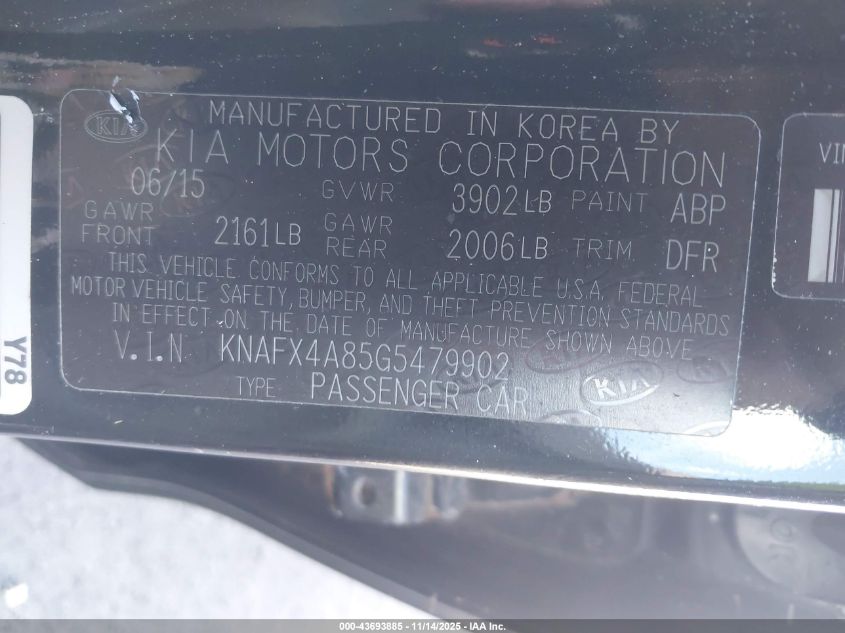 KIA
MANUFACTURED IN KOREA BY
KIA MOTORS CORPORATION
06/15 GVWR 3902LB PAINT ABP
GAWR FRONT 2161LB GAWR REAR 2006LB TRIM DFR
THIS VEHICLE CONFORMS TO ALL APPLICABLE U.S.A. FEDERAL
MOTOR VEHICLE SAFETY, BUMPER, AND THEFT PREVENTION STANDARDS
IN EFFECT ON THE DATE OF MANUFACTURE SHOWN ABOVE
V.I.N KNAFX4A85G5479902
TYPE PASSENGER CAR
KIA
VIN
Y78
000-43693885 - 11/14/2025 - IAA Inc.